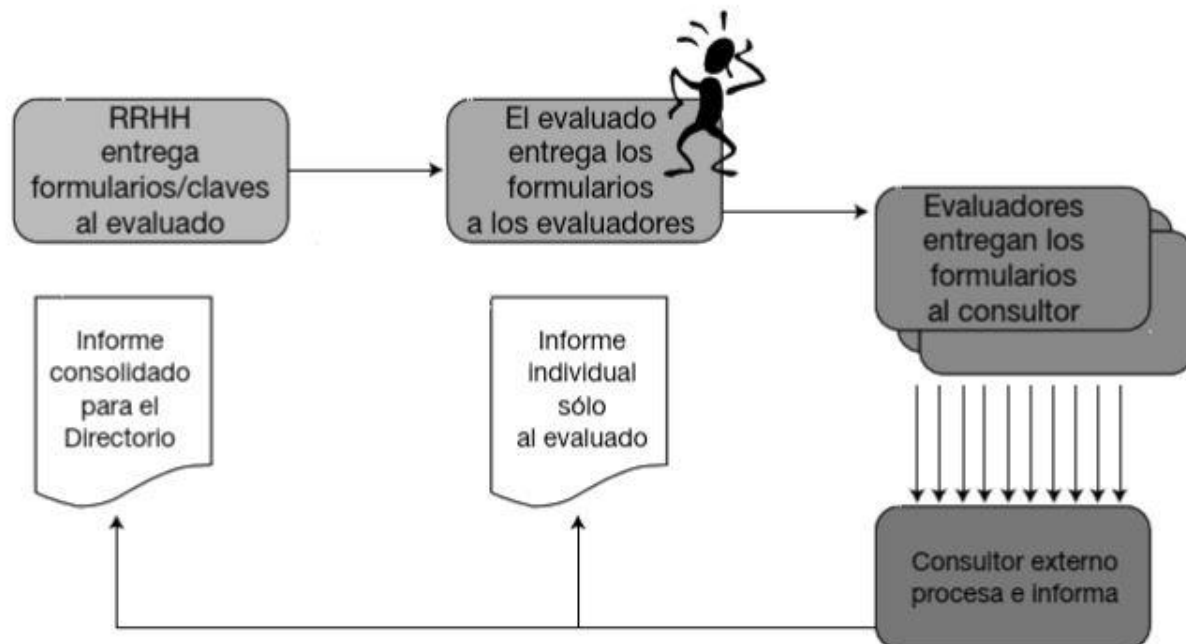 RRHH
entrega
formularios/claves
al evaluado
El evaluado
entrega los
formularios
a los evaluadores
Evaluadores
entregan los
formularios
al consultor
Informe
consolidado
para el
Directorio
Informe
individual
sólo
al evaluado
Consultor externo
procesa e informa